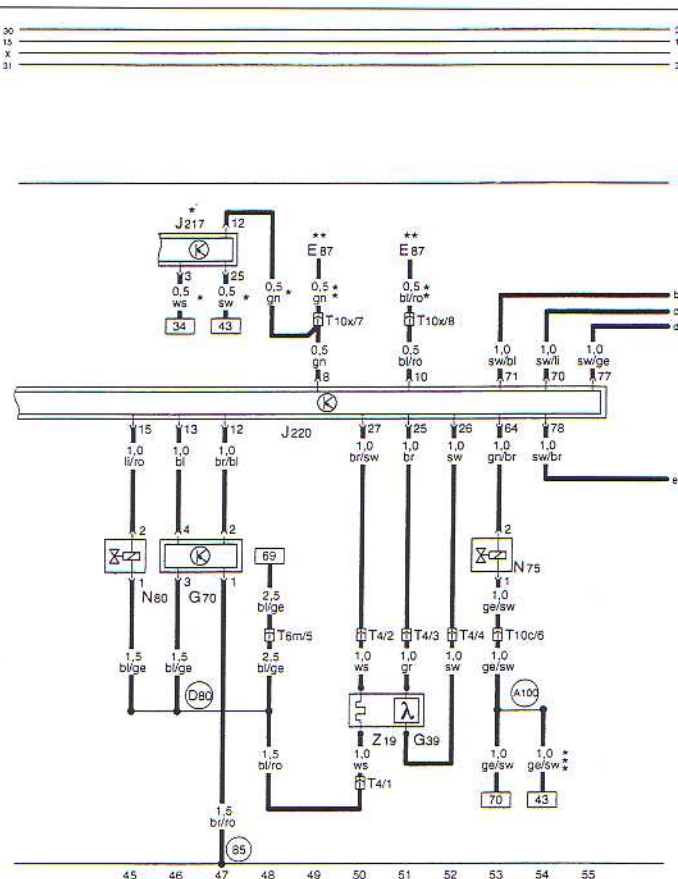 30
15
X
31
*
J217 12
** **
E87 E87
3 25
0,5 0,5 0,5 0,5 0,5
ws * sw * gn * gn ** bl/ro *
34 43 T10x/7 T10x/8
b
c
d
0,5 0,5 1,0 1,0 1,0
gn bl/ro sw/bl sw/li sw/ge
8 10 71 70 77
J220
15 13 12 27 25 26 64 78
1,0 1,0 1,0 1,0 1,0 1,0 1,0 1,0
li/ro bl br/bl br/sw br sw gn/br sw/br
e
2 4 2 69 2
N75
1 3 1 1
N80 G70
2,5 1,0
bl/ge ge/sw
T6m/5 T4/2 T4/3 T4/4 T10c/6
1,5 1,5 2,5 1,0 1,0 1,0 1,0
bl/ge bl/ge bl/ge ws gr sw ge/sw
D80 A100
λ
Z19 G39
1,5 1,0 1,0 1,0
bl/ro ws ge/sw ge/sw ***
T4/1
70 43
1,5
br/ro
85
45 46 47 48 49 50 51 52 53 54 55